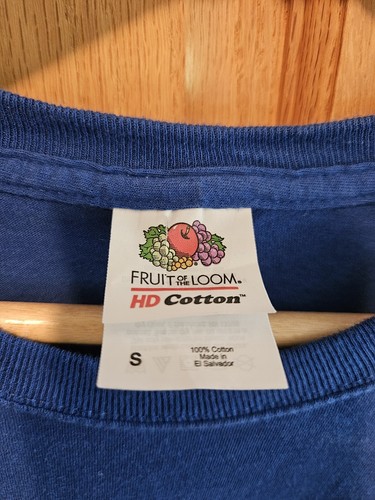 FRUIT OF THE LOOM®
HD Cotton™
S
100% Cotton
Made in
El Salvador